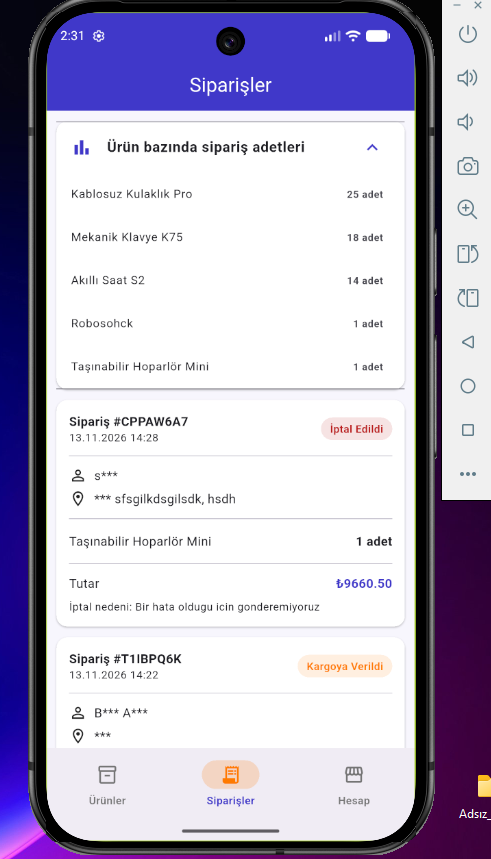 2:31
Siparişler
Ürün bazında sipariş adetleri
Kablosuz Kulaklık Pro 25 adet
Mekanik Klavye K75 18 adet
Akıllı Saat S2 14 adet
Robosohck 1 adet
Taşınabilir Hoparlör Mini 1 adet
Sipariş #CPPAW6A7 İptal Edildi
13.11.2026 14:28
s***
*** sfsgilkdsgilsdk, hsdh
Taşınabilir Hoparlör Mini 1 adet
Tutar ₺9660.50
İptal nedeni: Bir hata oldugu icin gonderemiyoruz
Sipariş #T1IBPQ6K Kargoya Verildi
13.11.2026 14:22
B*** A***
***
Ürünler Siparişler Hesap
Adsız_